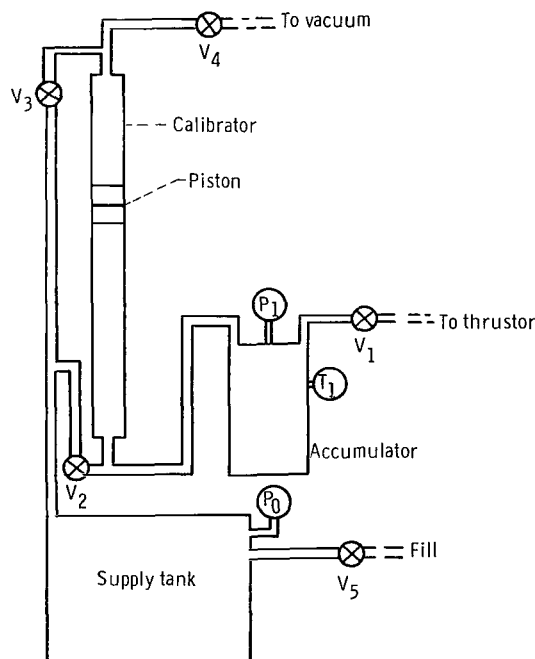 To vacuum
V4
V3
Calibrator
Piston
P1
To thrustor
V1
T1
Accumulator
V2
P0
Fill
V5
Supply tank